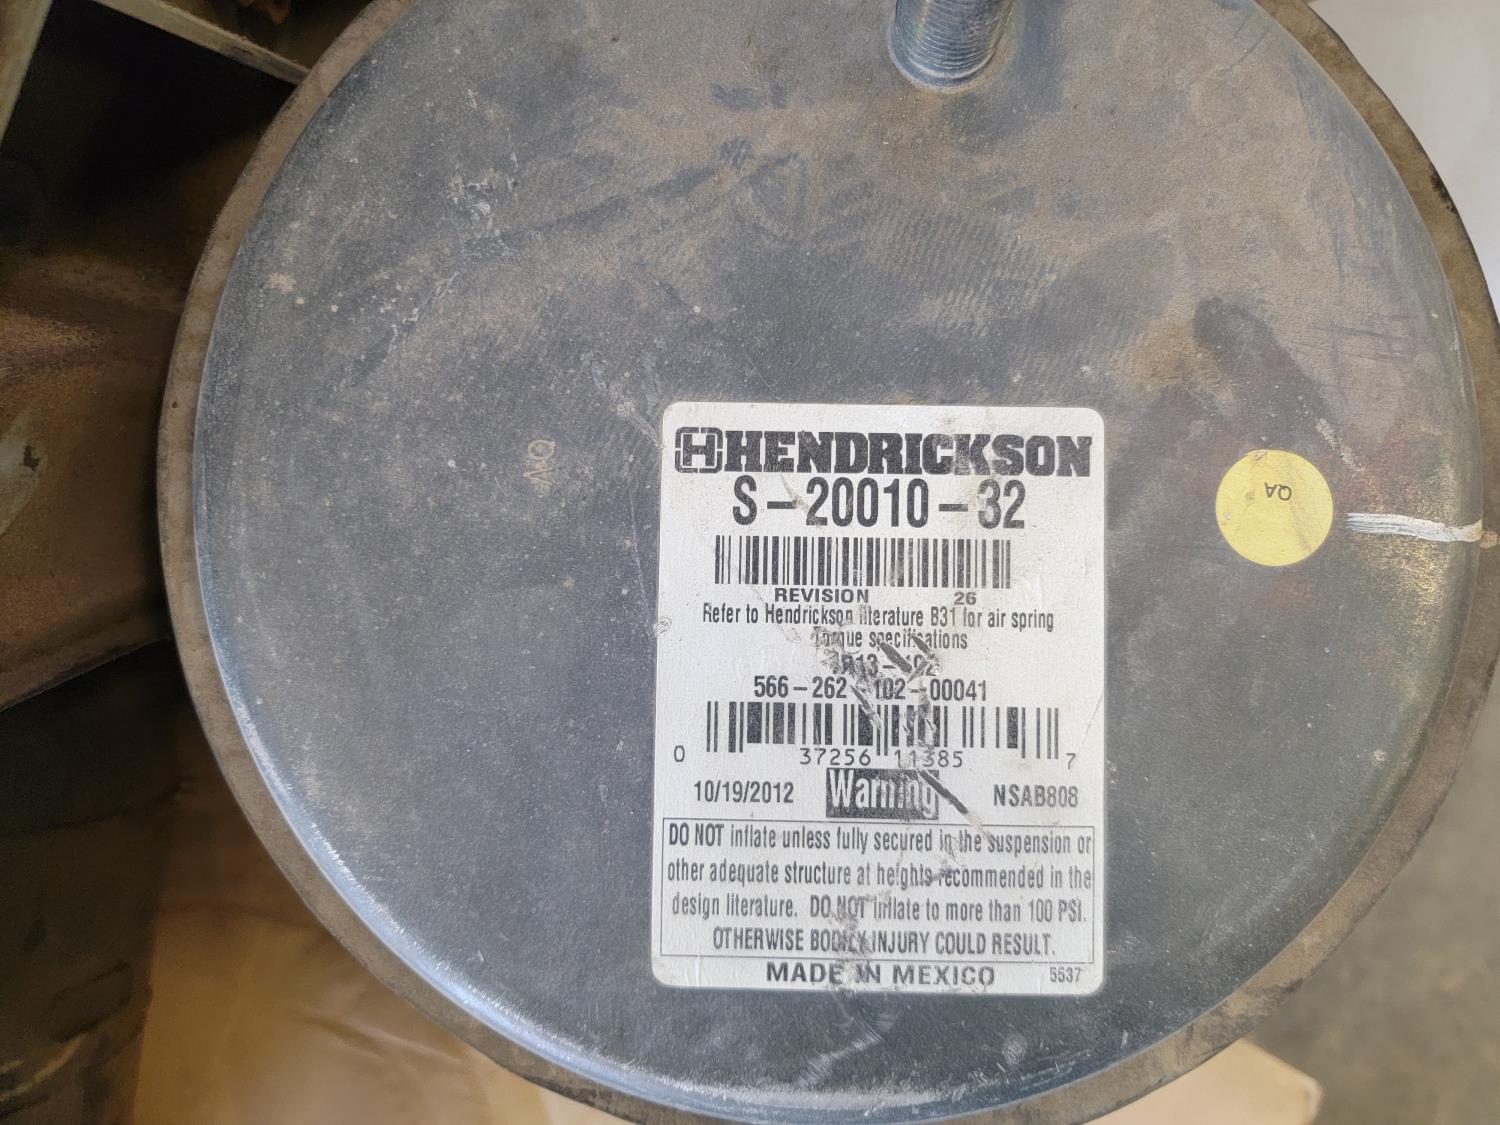 HENDRICKSON
S-20010-32
REVISION 26
Refer to Hendrickson literature B31 for air spring
Torque specifications
566-262-102-00041
0 37256 11385 7
10/19/2012 Warning NSAB808
DO NOT inflate unless fully secured in the suspension or
other adequate structure at heights recommended in the
design literature. DO NOT inflate to more than 100 PSI.
OTHERWISE BODILY INJURY COULD RESULT.
MADE IN MEXICO 5537
QA